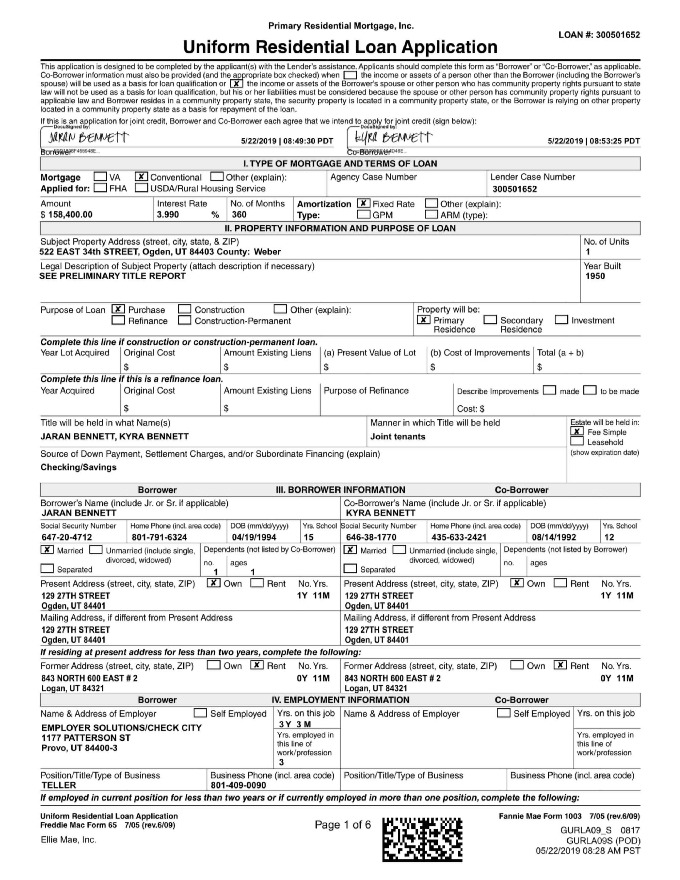 Primary Residential Mortgage, Inc.
LOAN #: 300501652
Uniform Residential Loan Application
This application is designed to be completed by the applicant(s) with the Lender's assistance. Applicants should complete this form as "Borrower" or "Co-Borrower," as applicable.
Co-Borrower information must also be provided (and the appropriate box checked) when the income or assets of a person other than the Borrower (including the Borrower's
spouse) will be used as a basis for loan qualification or X the income or assets of the Borrower's spouse or other person who has community property rights pursuant to state
law will not be used as a basis for loan qualification, but his or her liabilities must be considered because the spouse or other person has community property rights pursuant to
applicable law and Borrower resides in a community property state, the security property is located in a community property state, or the Borrower is relying on other property
located in a community property state as a basis for repayment of the loan.
If this is an application for joint credit, Borrower and Co-Borrower each agree that we intend to apply for joint credit (sign below):
DocuSigned by: DocuSigned by:
JARAN BENNETT 5/22/2019 | 08:49:30 PDT KYRA BENNETT 5/22/2019 | 08:53:25 PDT
Borrower Co-Borrower
I. TYPE OF MORTGAGE AND TERMS OF LOAN
Mortgage VA X Conventional Other (explain): Agency Case Number Lender Case Number
Applied for: FHA USDA/Rural Housing Service 300501652
Amount Interest Rate No. of Months Amortization X Fixed Rate Other (explain):
$ 158,400.00 3.990 % 360 Type: GPM ARM (type):
II. PROPERTY INFORMATION AND PURPOSE OF LOAN
Subject Property Address (street, city, state, & ZIP) No. of Units
522 EAST 34th STREET, Ogden, UT 84403 County: Weber 1
Legal Description of Subject Property (attach description if necessary) Year Built
SEE PRELIMINARY TITLE REPORT 1950
Purpose of Loan X Purchase Construction Other (explain): Property will be:
Refinance Construction-Permanent X Primary Residence Secondary Residence Investment
Complete this line if construction or construction-permanent loan.
Year Lot Acquired Original Cost Amount Existing Liens (a) Present Value of Lot (b) Cost of Improvements Total (a + b)
$ $ $ $ $
Complete this line if this is a refinance loan.
Year Acquired Original Cost Amount Existing Liens Purpose of Refinance Describe Improvements made to be made
$ $ Cost: $
Title will be held in what Name(s) Manner in which Title will be held Estate will be held in:
JARAN BENNETT, KYRA BENNETT Joint tenants X Fee Simple
Leasehold
Source of Down Payment, Settlement Charges, and/or Subordinate Financing (explain) (show expiration date)
Checking/Savings
Borrower III. BORROWER INFORMATION Co-Borrower
Borrower's Name (include Jr. or Sr. if applicable) Co-Borrower's Name (include Jr. or Sr. if applicable)
JARAN BENNETT KYRA BENNETT
Social Security Number Home Phone (incl. area code) DOB (mm/dd/yyyy) Yrs. School Social Security Number Home Phone (incl. area code) DOB (mm/dd/yyyy) Yrs. School
647-20-4712 801-791-6324 04/19/1994 15 646-38-1770 435-633-2421 08/14/1992 12
X Married Unmarried (include single, divorced, widowed) Dependents (not listed by Co-Borrower) X Married Unmarried (include single, divorced, widowed) Dependents (not listed by Borrower)
Separated no. 1 ages 1 Separated no. ages
Present Address (street, city, state, ZIP) X Own Rent No. Yrs. Present Address (street, city, state, ZIP) X Own Rent No. Yrs.
129 27TH STREET 1Y 11M 129 27TH STREET 1Y 11M
Ogden, UT 84401 Ogden, UT 84401
Mailing Address, if different from Present Address Mailing Address, if different from Present Address
129 27TH STREET 129 27TH STREET
Ogden, UT 84401 Ogden, UT 84401
If residing at present address for less than two years, complete the following:
Former Address (street, city, state, ZIP) Own X Rent No. Yrs. Former Address (street, city, state, ZIP) Own X Rent No. Yrs.
843 NORTH 600 EAST # 2 0Y 11M 843 NORTH 600 EAST # 2 0Y 11M
Logan, UT 84321 Logan, UT 84321
Borrower IV. EMPLOYMENT INFORMATION Co-Borrower
Name & Address of Employer Self Employed Yrs. on this job Name & Address of Employer Self Employed Yrs. on this job
EMPLOYER SOLUTIONS/CHECK CITY 3 Y 3 M
1177 PATTERSON ST Yrs. employed in this line of work/profession Yrs. employed in this line of work/profession
Provo, UT 84400-3 3
Position/Title/Type of Business Business Phone (incl. area code) Position/Title/Type of Business Business Phone (incl. area code)
TELLER 801-409-0090
If employed in current position for less than two years or if currently employed in more than one position, complete the following:
Uniform Residential Loan Application Fannie Mae Form 1003 7/05 (rev.6/09)
Freddie Mac Form 65 7/05 (rev.6/09) Page 1 of 6 GURLA09_S 0817
Ellie Mae, Inc. GURLA09S (POD)
05/22/2019 08:28 AM PST